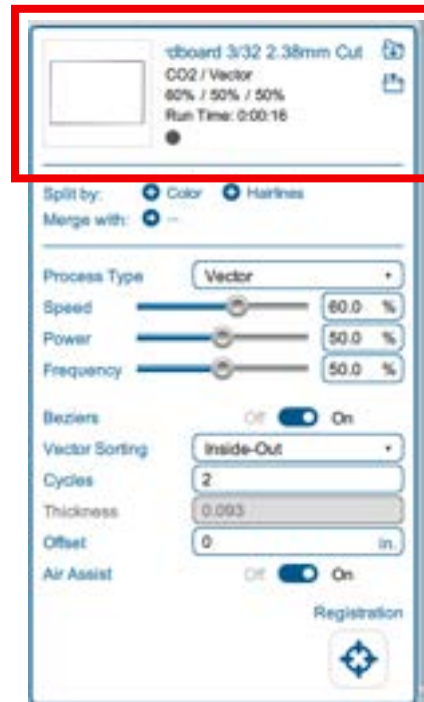 dboard 3/32 2.38mm Cut
CO2 / Vector
60% / 50% / 50%
Run Time: 0:00:16
Split by: Color Hairlines
Merge with: --
Process Type Vector
Speed 60.0 %
Power 50.0 %
Frequency 50.0 %
Beziers Off On
Vector Sorting Inside-Out
Cycles 2
Thickness 0.093
Offset 0 in.
Air Assist Off On
Registration